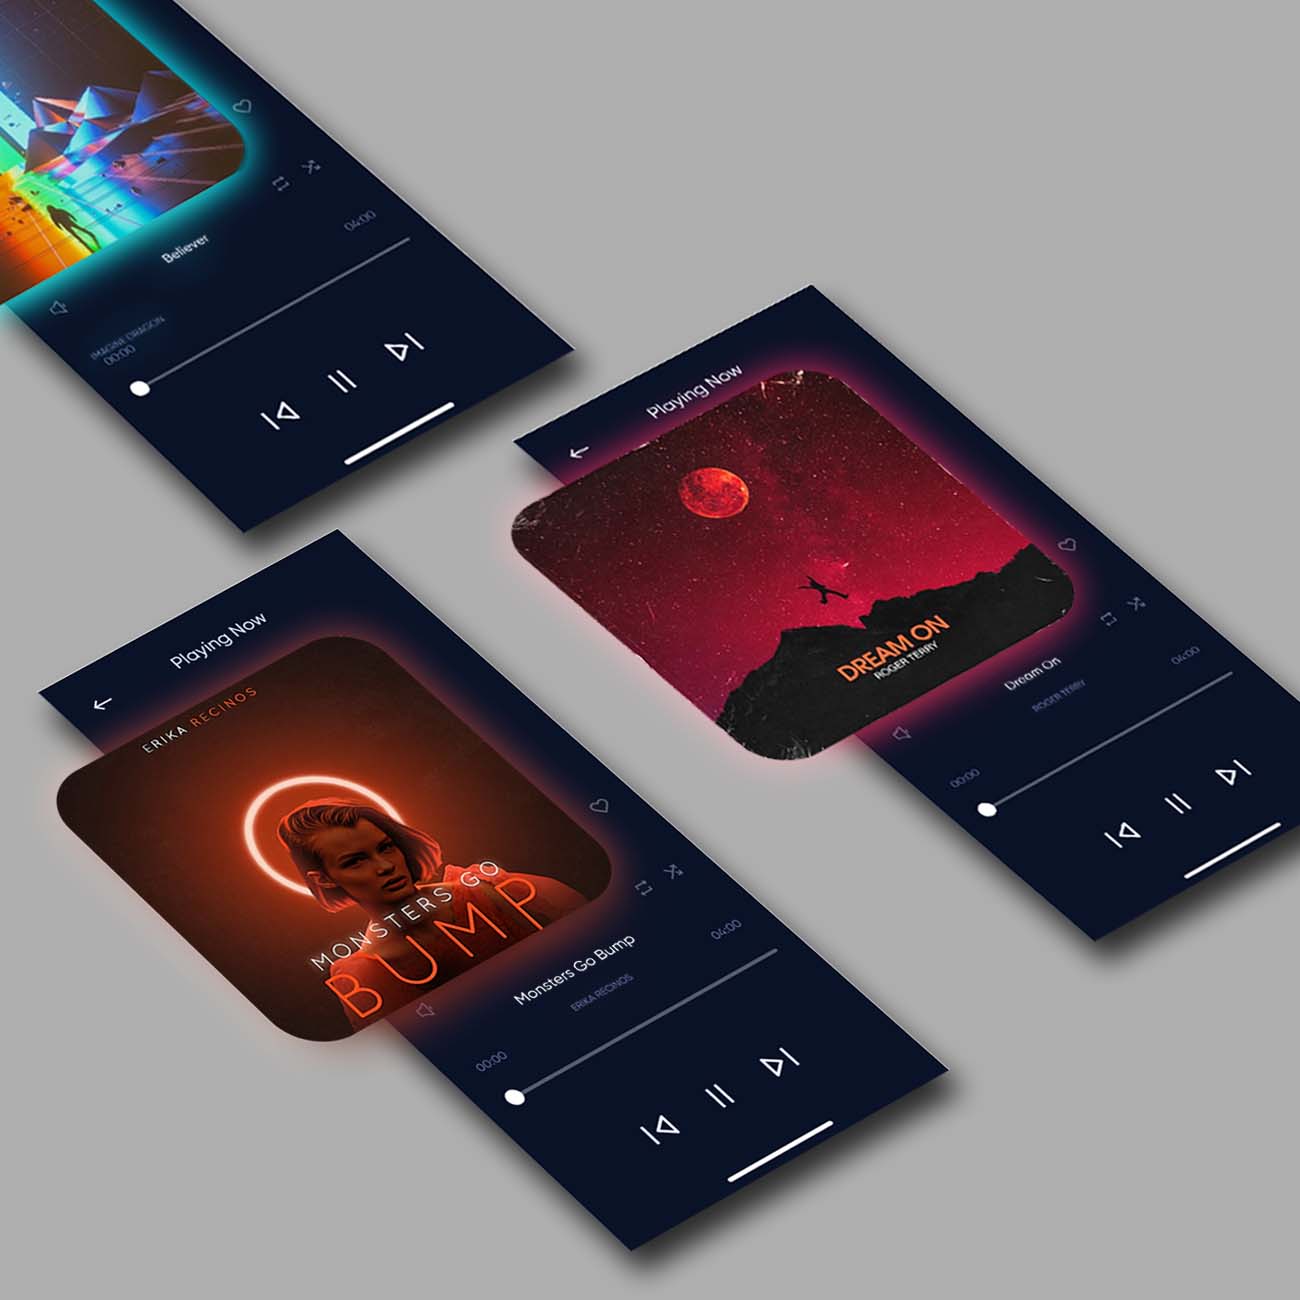 Believer
04:00
IMAGINE DRAGON
00:00
Playing Now
DREAM ON
ROGER TERRY
Dream On
ROGER TERRY
04:00
00:00
Playing Now
ERIKA RECINOS
MONSTERS GO
BUMP
Monsters Go Bump
ERIKA RECINOS
04:00
00:00